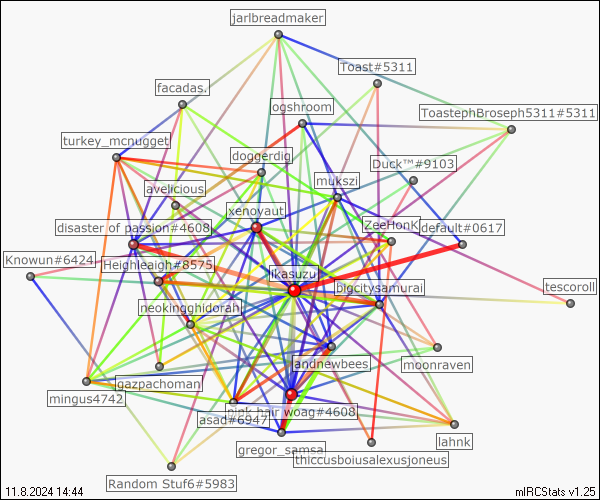 jarlbreadmaker
Toast#5311
facadas.
ogshroom
ToastephBroseph5311#5311
turkey_mcnugget
doggerdig
Duck™#9103
mukszi
avelicious
xenoyaut
disaster of passion#4608
ZeeHonK
default#0617
Knowun#6424
Heighleaigh#8575
ikasuzu
bigcitysamurai
tescoroll
neokingghidorah
landnewbees
moonraven
gazpachoman
mingus4742
pink hair woag#4608
asad#6947
gregor_samsa
lahnk
thiccusboiusalexusjoneus
Random Stuf6#5983
11.8.2024 14:44
mIRCStats v1.25